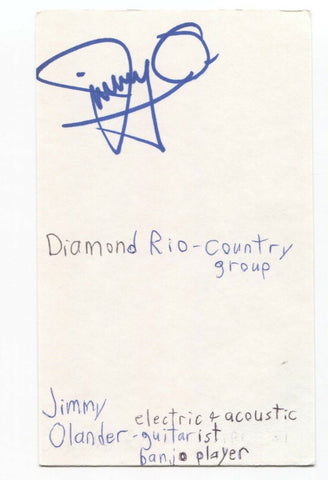 Jimmy O
Diamond Rio - Country
group
Jimmy electric & acoustic
Olander - guitarist,
banjo player